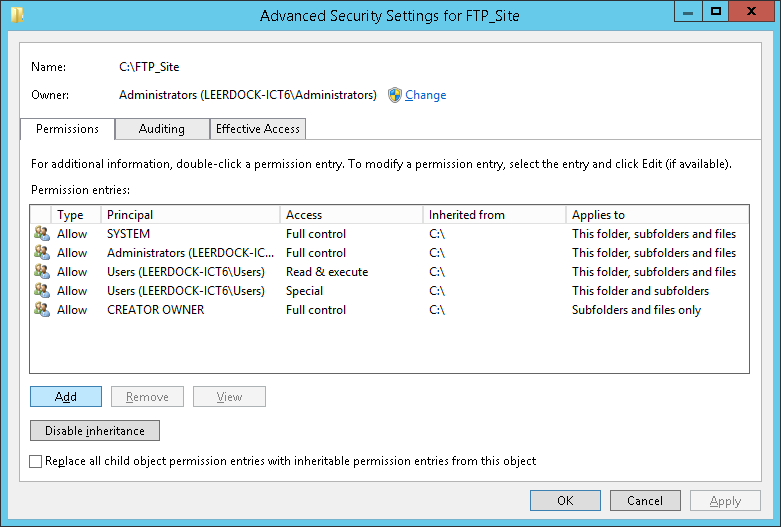 Advanced Security Settings for FTP_Site
Name: C:\FTP_Site
Owner: Administrators (LEERDOCK-ICT6\Administrators) Change
Permissions Auditing Effective Access
For additional information, double-click a permission entry. To modify a permission entry, select the entry and click Edit (if available).
Permission entries:
Type Principal Access Inherited from Applies to
Allow SYSTEM Full control C:\ This folder, subfolders and files
Allow Administrators (LEERDOCK-IC... Full control C:\ This folder, subfolders and files
Allow Users (LEERDOCK-ICT6\Users) Read & execute C:\ This folder, subfolders and files
Allow Users (LEERDOCK-ICT6\Users) Special C:\ This folder and subfolders
Allow CREATOR OWNER Full control C:\ Subfolders and files only
Add Remove View
Disable inheritance
Replace all child object permission entries with inheritable permission entries from this object
OK Cancel Apply